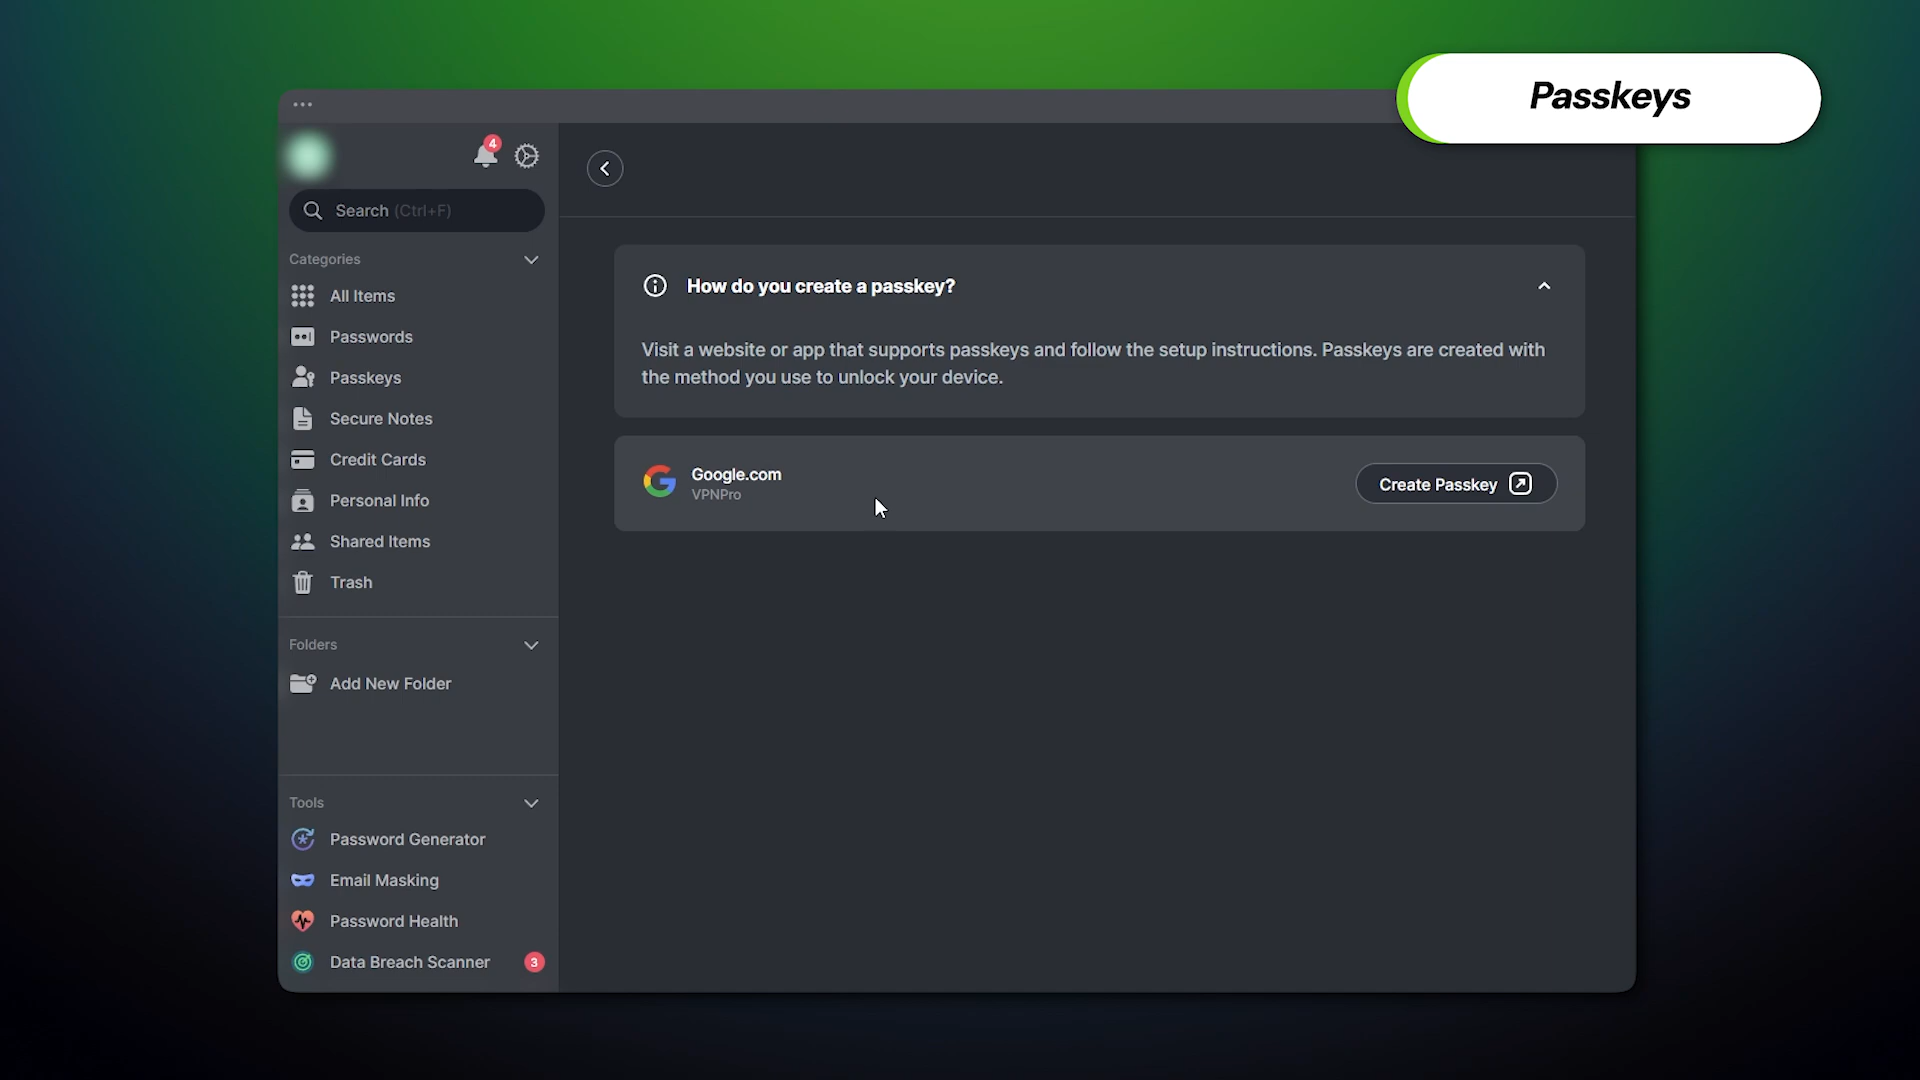 Passkeys
4
Search (Ctrl+F)
Categories
All Items
Passwords
Passkeys
Secure Notes
Credit Cards
Personal Info
Shared Items
Trash
Folders
Add New Folder
Tools
Password Generator
Email Masking
Password Health
Data Breach Scanner 3
How do you create a passkey?
Visit a website or app that supports passkeys and follow the setup instructions. Passkeys are created with
the method you use to unlock your device.
Google.com
VPNPro
Create Passkey